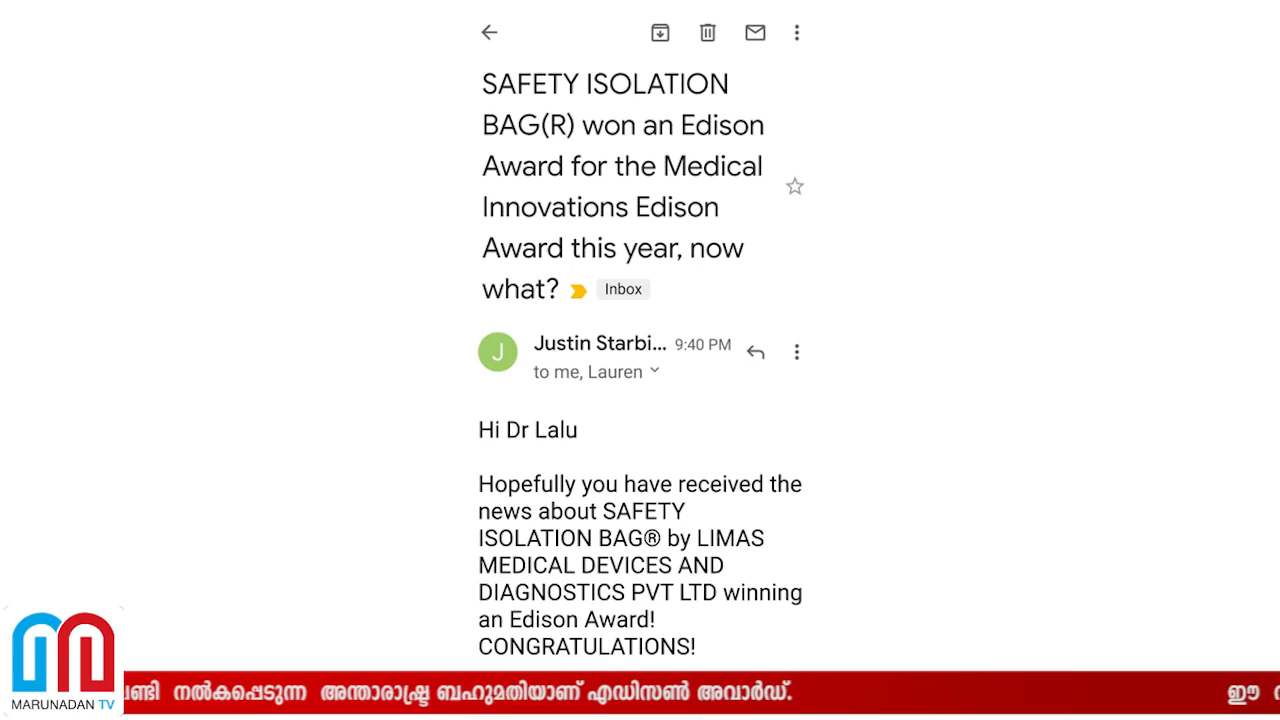 SAFETY ISOLATION
BAG(R) won an Edison
Award for the Medical
Innovations Edison
Award this year, now
what? Inbox
J Justin Starbi... 9:40 PM
to me, Lauren
Hi Dr Lalu
Hopefully you have received the
news about SAFETY
ISOLATION BAG® by LIMAS
MEDICAL DEVICES AND
DIAGNOSTICS PVT LTD winning
an Edison Award!
CONGRATULATIONS!
നൽകപ്പെടുന്ന അന്താരാഷ്ട്ര ബഹുമതിയാണ് എഡിസൺ അവാർഡ്. ഈ
MARUNADAN TV